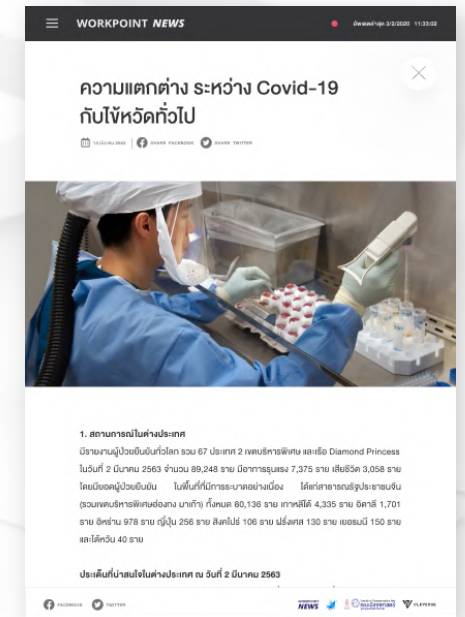 WORKPOINT NEWS
อัพเดตล่าสุด 3/2/2020 11:33:02
ความแตกต่าง ระหว่าง Covid-19
กับไข้หวัดทั่วไป
SHARE FACEBOOK SHARE TWITTER
1. สถานการณ์ในต่างประเทศ
มีรายงานผู้ป่วยยืนยันทั่วโลก รวม 67 ประเทศ 2 เขตบริหารพิเศษ และเรือ Diamond Princess
ในวันที่ 2 มีนาคม 2563 จำนวน 89,248 ราย มีอาการรุนแรง 7,375 ราย เสียชีวิต 3,058 ราย
โดยมียอดผู้ป่วยยืนยัน ในพื้นที่ที่มีการระบาดอย่างเนื่อง ได้แก่สาธารณรัฐประชาชนจีน
(รวมเขตบริหารพิเศษฮ่องกง มาเก๊า) ทั้งหมด 80,136 ราย เกาหลีใต้ 4,335 ราย อิตาลี 1,701
ราย อิหร่าน 978 ราย ญี่ปุ่น 256 ราย สิงคโปร์ 106 ราย ฝรั่งเศส 130 ราย เยอรมนี 150 ราย
และไต้หวัน 40 ราย
ประเด็นที่น่าสนใจในต่างประเทศ ณ วันที่ 2 มีนาคม 2563
FACEBOOK TWITTER WORKPOINT NEWS CLEVERSE